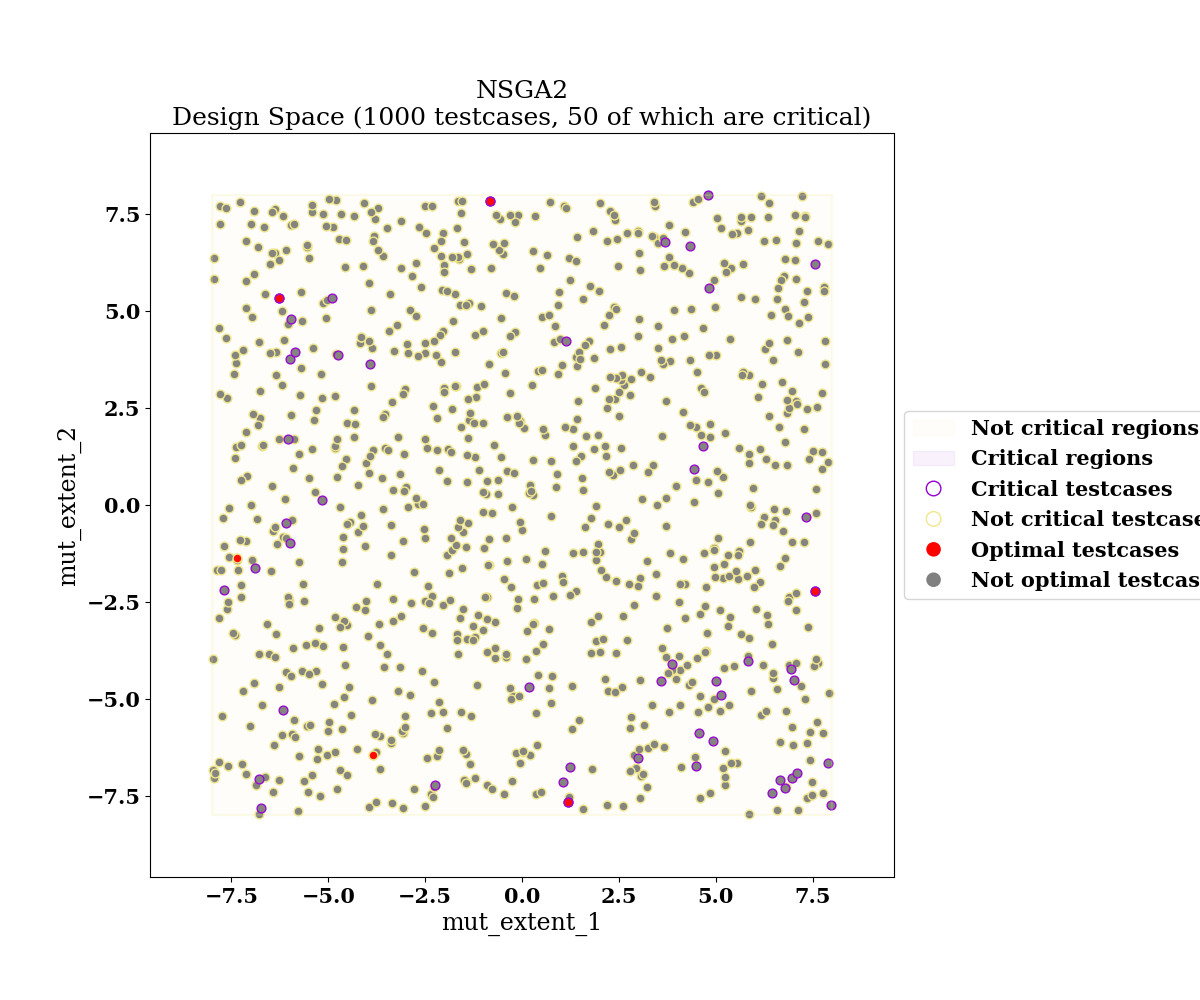 NSGA2
Design Space (1000 testcases, 50 of which are critical)
7.5
5.0
2.5
0.0
−2.5
−5.0
−7.5
mut_extent_2
−7.5
−5.0
−2.5
0.0
2.5
5.0
7.5
mut_extent_1
Not critical regions
Critical regions
Critical testcases
Not critical testcase
Optimal testcases
Not optimal testcas